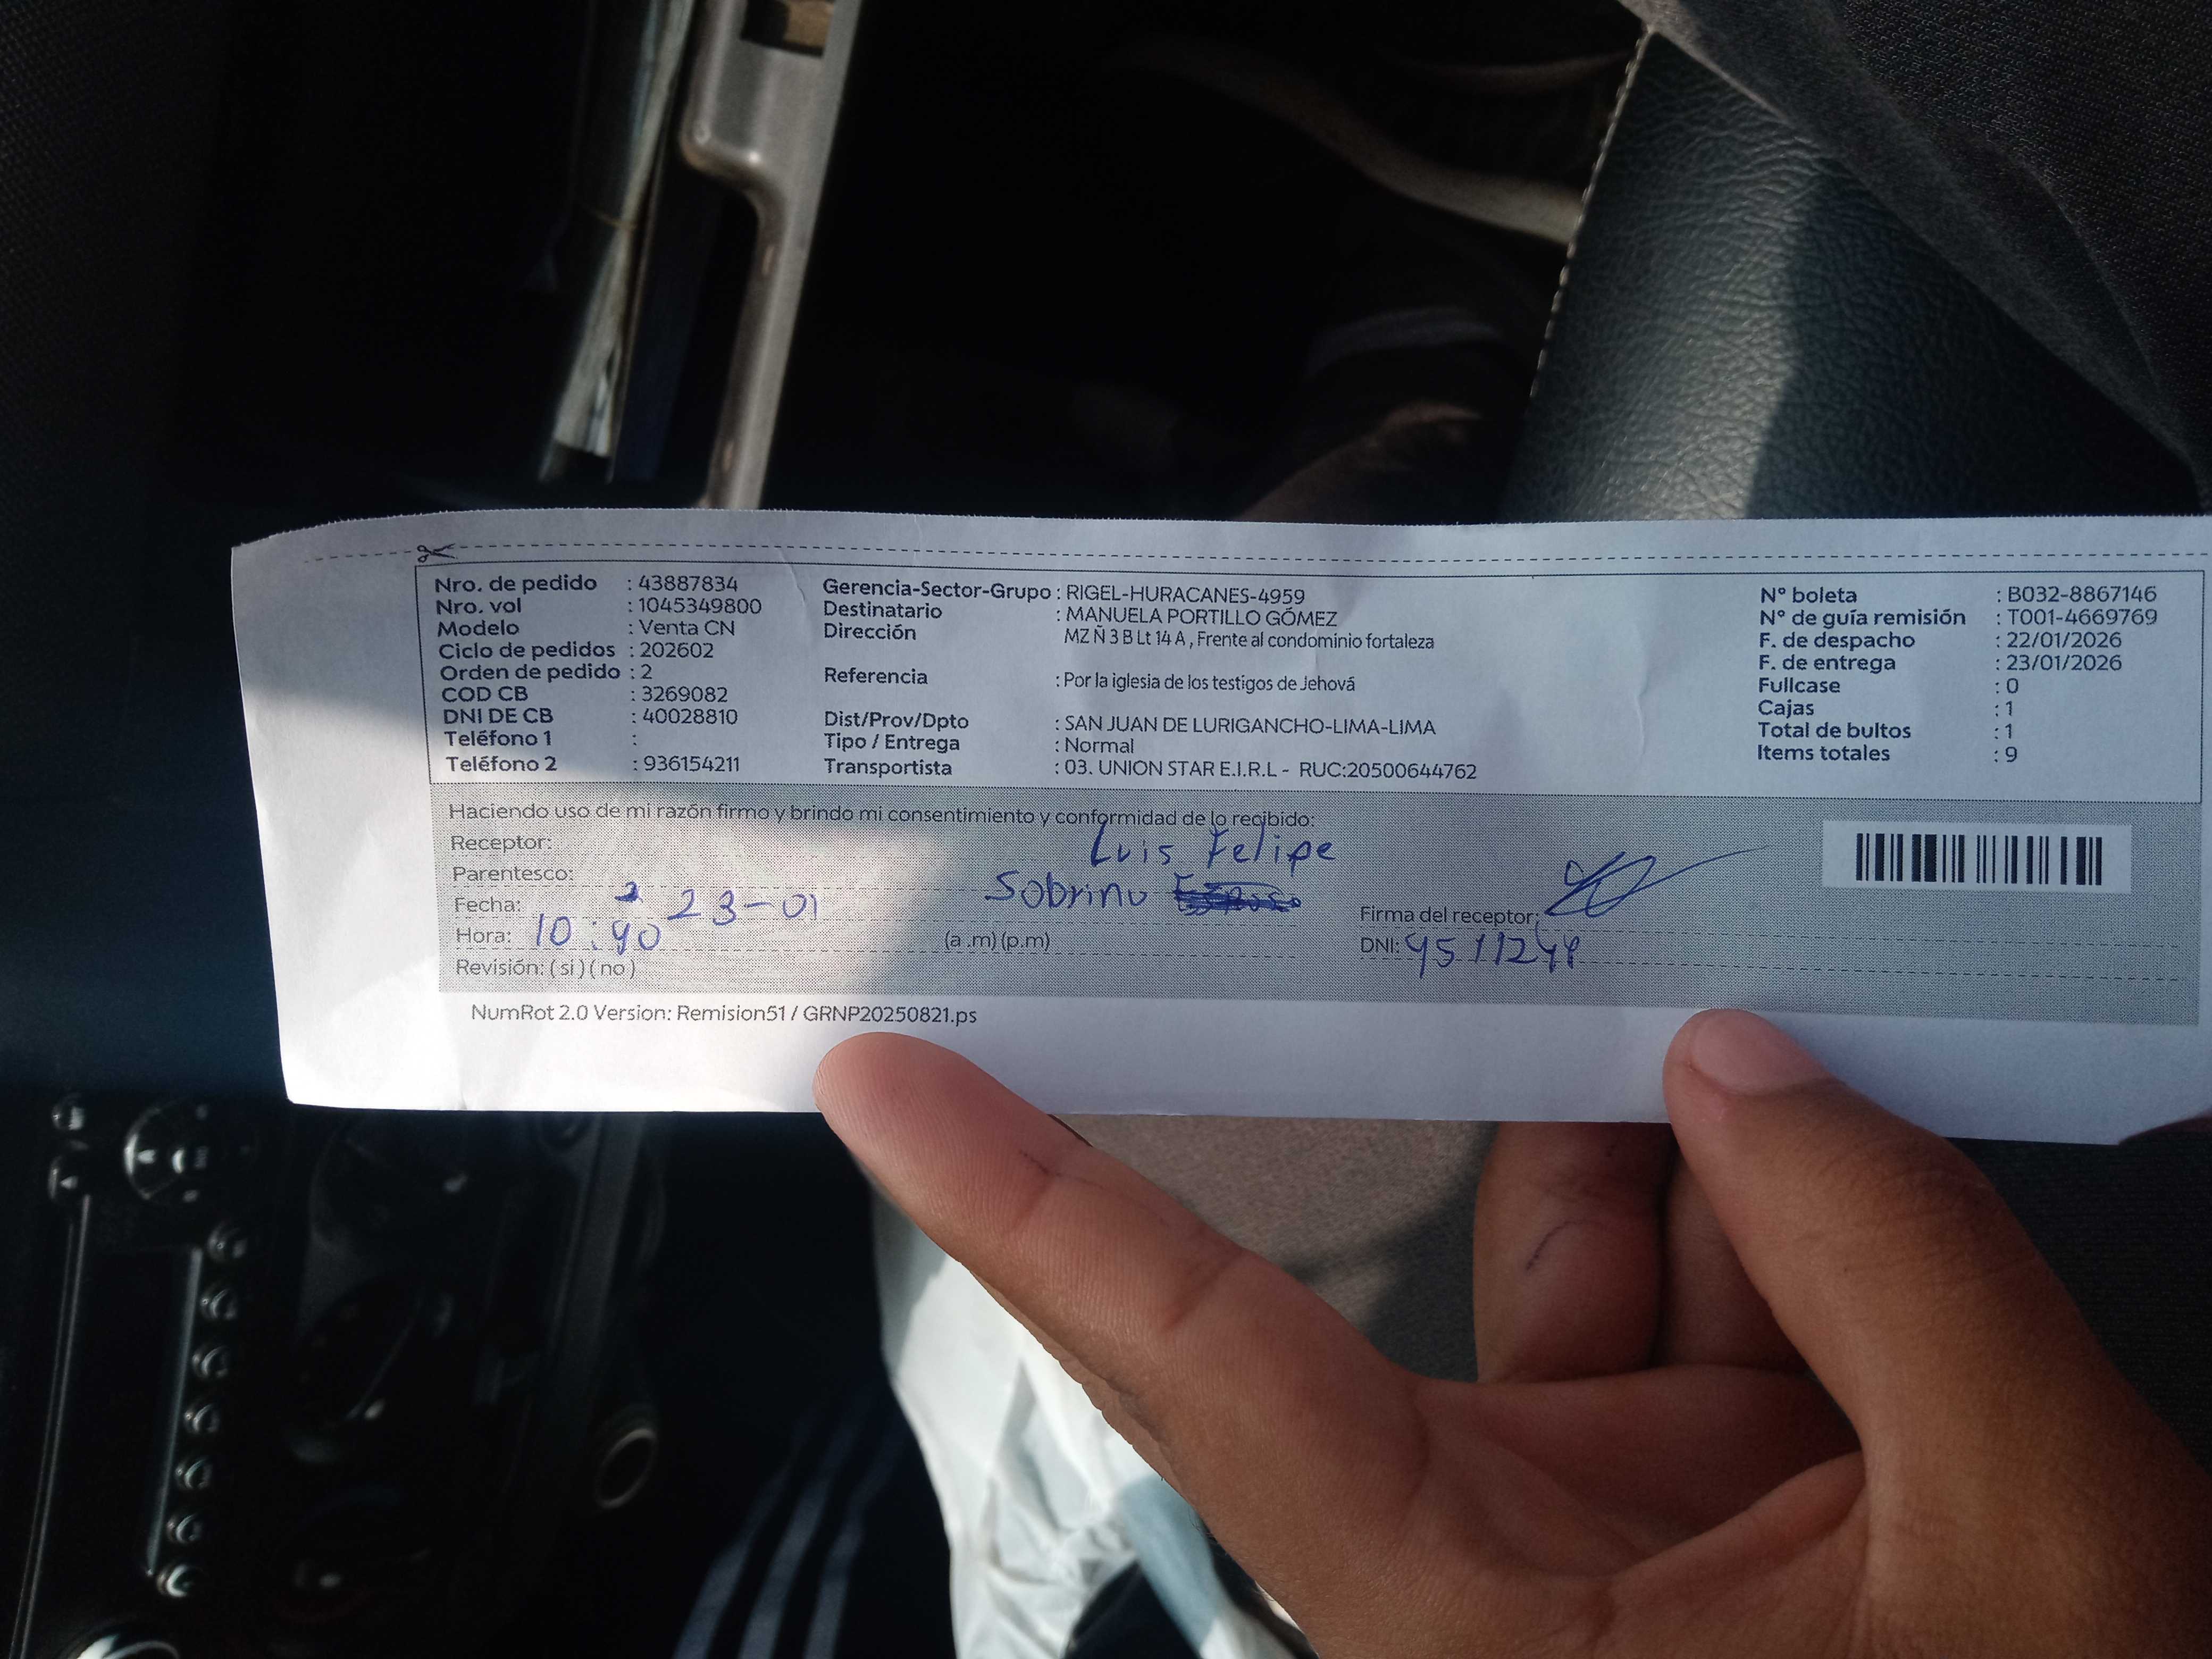 Nro. de pedido : 43887834
Nro. vol : 1045349800
Modelo : Venta CN
Ciclo de pedidos : 202602
Orden de pedido : 2
COD CB : 3269082
DNI DE CB : 40028810
Teléfono 1 :
Teléfono 2 : 936154211
Gerencia-Sector-Grupo : RIGEL-HURACANES-4959
Destinatario : MANUELA PORTILLO GÓMEZ
Dirección MZ Ñ 3 B Lt 14 A , Frente al condominio fortaleza
Referencia : Por la iglesia de los testigos de Jehová
Dist/Prov/Dpto : SAN JUAN DE LURIGANCHO-LIMA-LIMA
Tipo / Entrega : Normal
Transportista : 03. UNION STAR E.I.R.L - RUC:20500644762
N° boleta : B032-8867146
N° de guía remisión : T001-4669769
F. de despacho : 22/01/2026
F. de entrega : 23/01/2026
Fullcase : 0
Cajas : 1
Total de bultos : 1
Items totales : 9
Haciendo uso de mi razón firmo y brindo mi consentimiento y conformidad de lo recibido:
Receptor: Luis Felipe
Parentesco: Sobrino
Fecha: 23-01
Hora: 10:40 (a .m) (p.m)
Revisión: ( si ) ( no )
Firma del receptor:
DNI:
NumRot 2.0 Version: Remision51 / GRNP20250821.ps